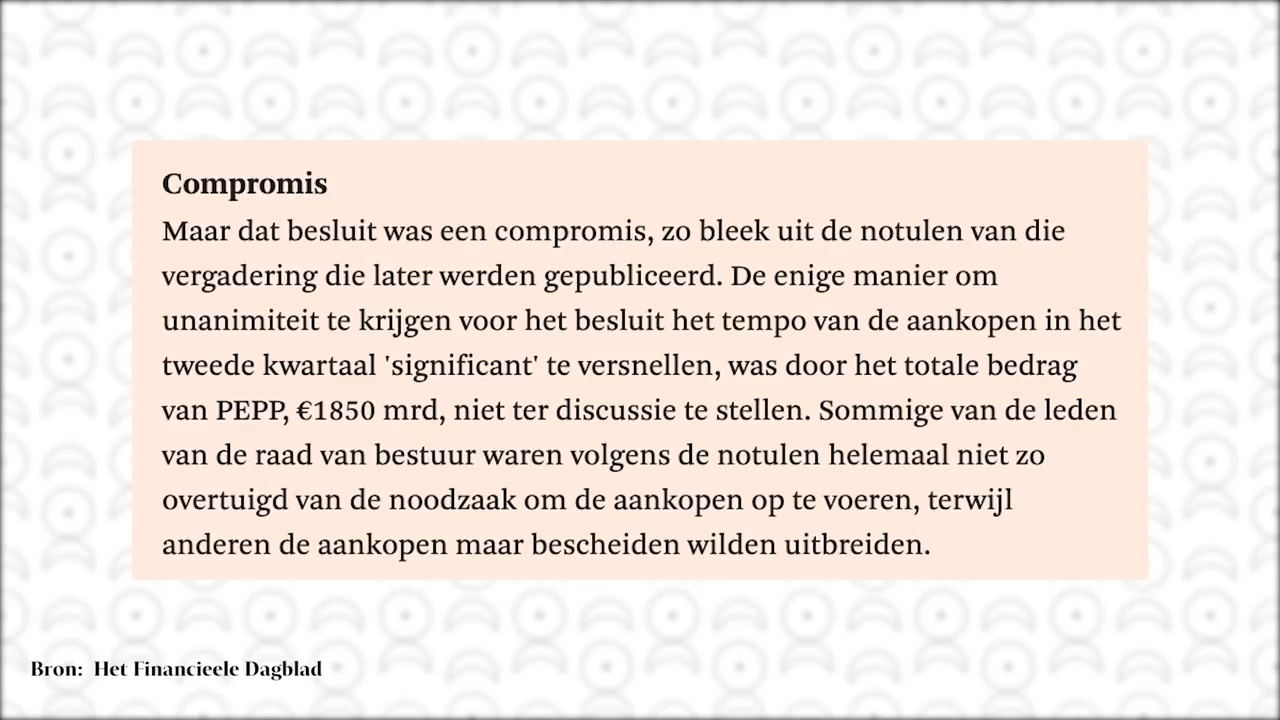 Compromis
Maar dat besluit was een compromis, zo bleek uit de notulen van die
vergadering die later werden gepubliceerd. De enige manier om
unanimiteit te krijgen voor het besluit het tempo van de aankopen in het
tweede kwartaal 'significant' te versnellen, was door het totale bedrag
van PEPP, €1850 mrd, niet ter discussie te stellen. Sommige van de leden
van de raad van bestuur waren volgens de notulen helemaal niet zo
overtuigd van de noodzaak om de aankopen op te voeren, terwijl
anderen de aankopen maar bescheiden wilden uitbreiden.
Bron: Het Financieele Dagblad